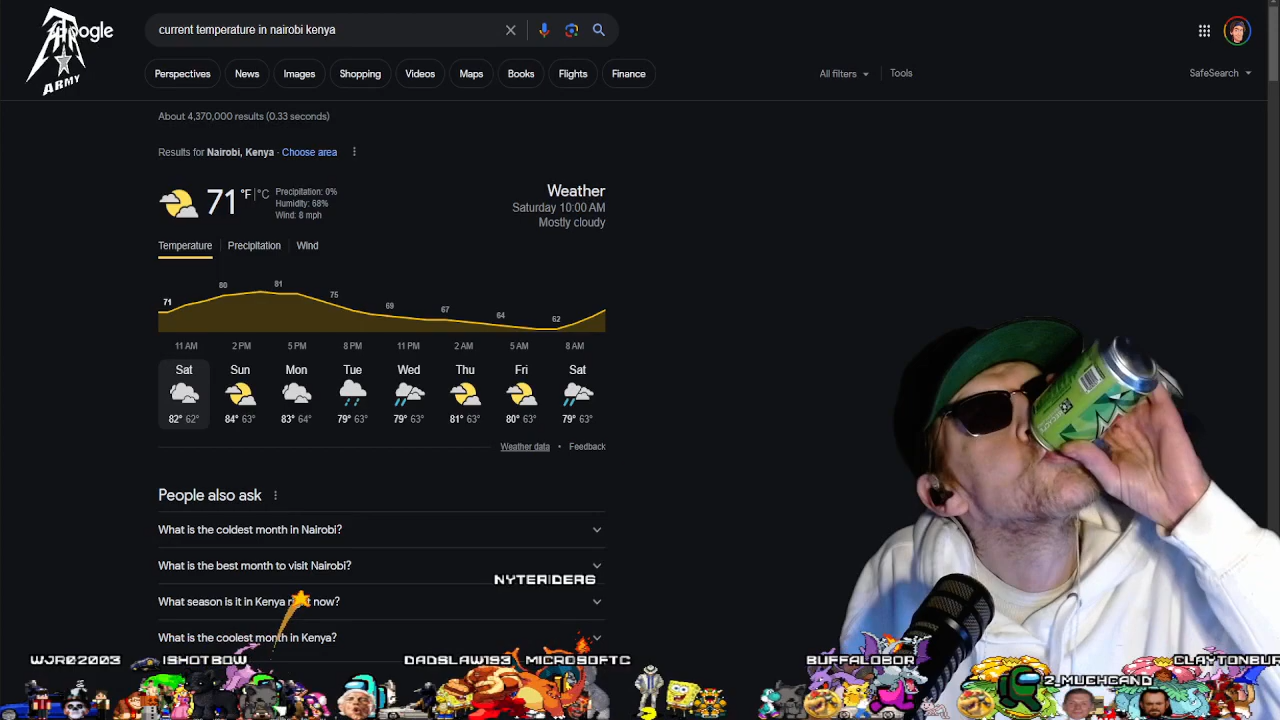 oogle
ARMY
current temperature in nairobi kenya
Perspectives
News
Images
Shopping
Videos
Maps
Books
Flights
Finance
All filters
Tools
SafeSearch
About 4,370,000 results (0.33 seconds)
Results for Nairobi, Kenya · Choose area
71 °F | °C
Precipitation: 0%
Humidity: 68%
Wind: 8 mph
Weather
Saturday 10:00 AM
Mostly cloudy
Temperature
Precipitation
Wind
71 80 81 75 69 67 64 62
11 AM 2 PM 5 PM 8 PM 11 PM 2 AM 5 AM 8 AM
Sat Sun Mon Tue Wed Thu Fri Sat
82° 62° 84° 63° 83° 64° 79° 63° 79° 63° 81° 63° 80° 63° 79° 63°
Weather data • Feedback
People also ask
What is the coldest month in Nairobi?
What is the best month to visit Nairobi?
NYTERIDER6
What season is it in Kenya now?
What is the coolest month in Kenya?
WJR02003
ISHOTBOW
DADSLAW193
MICR0S0FTC
BUFFALOBOR
2_MUCHCAND
CLAYTONBUR